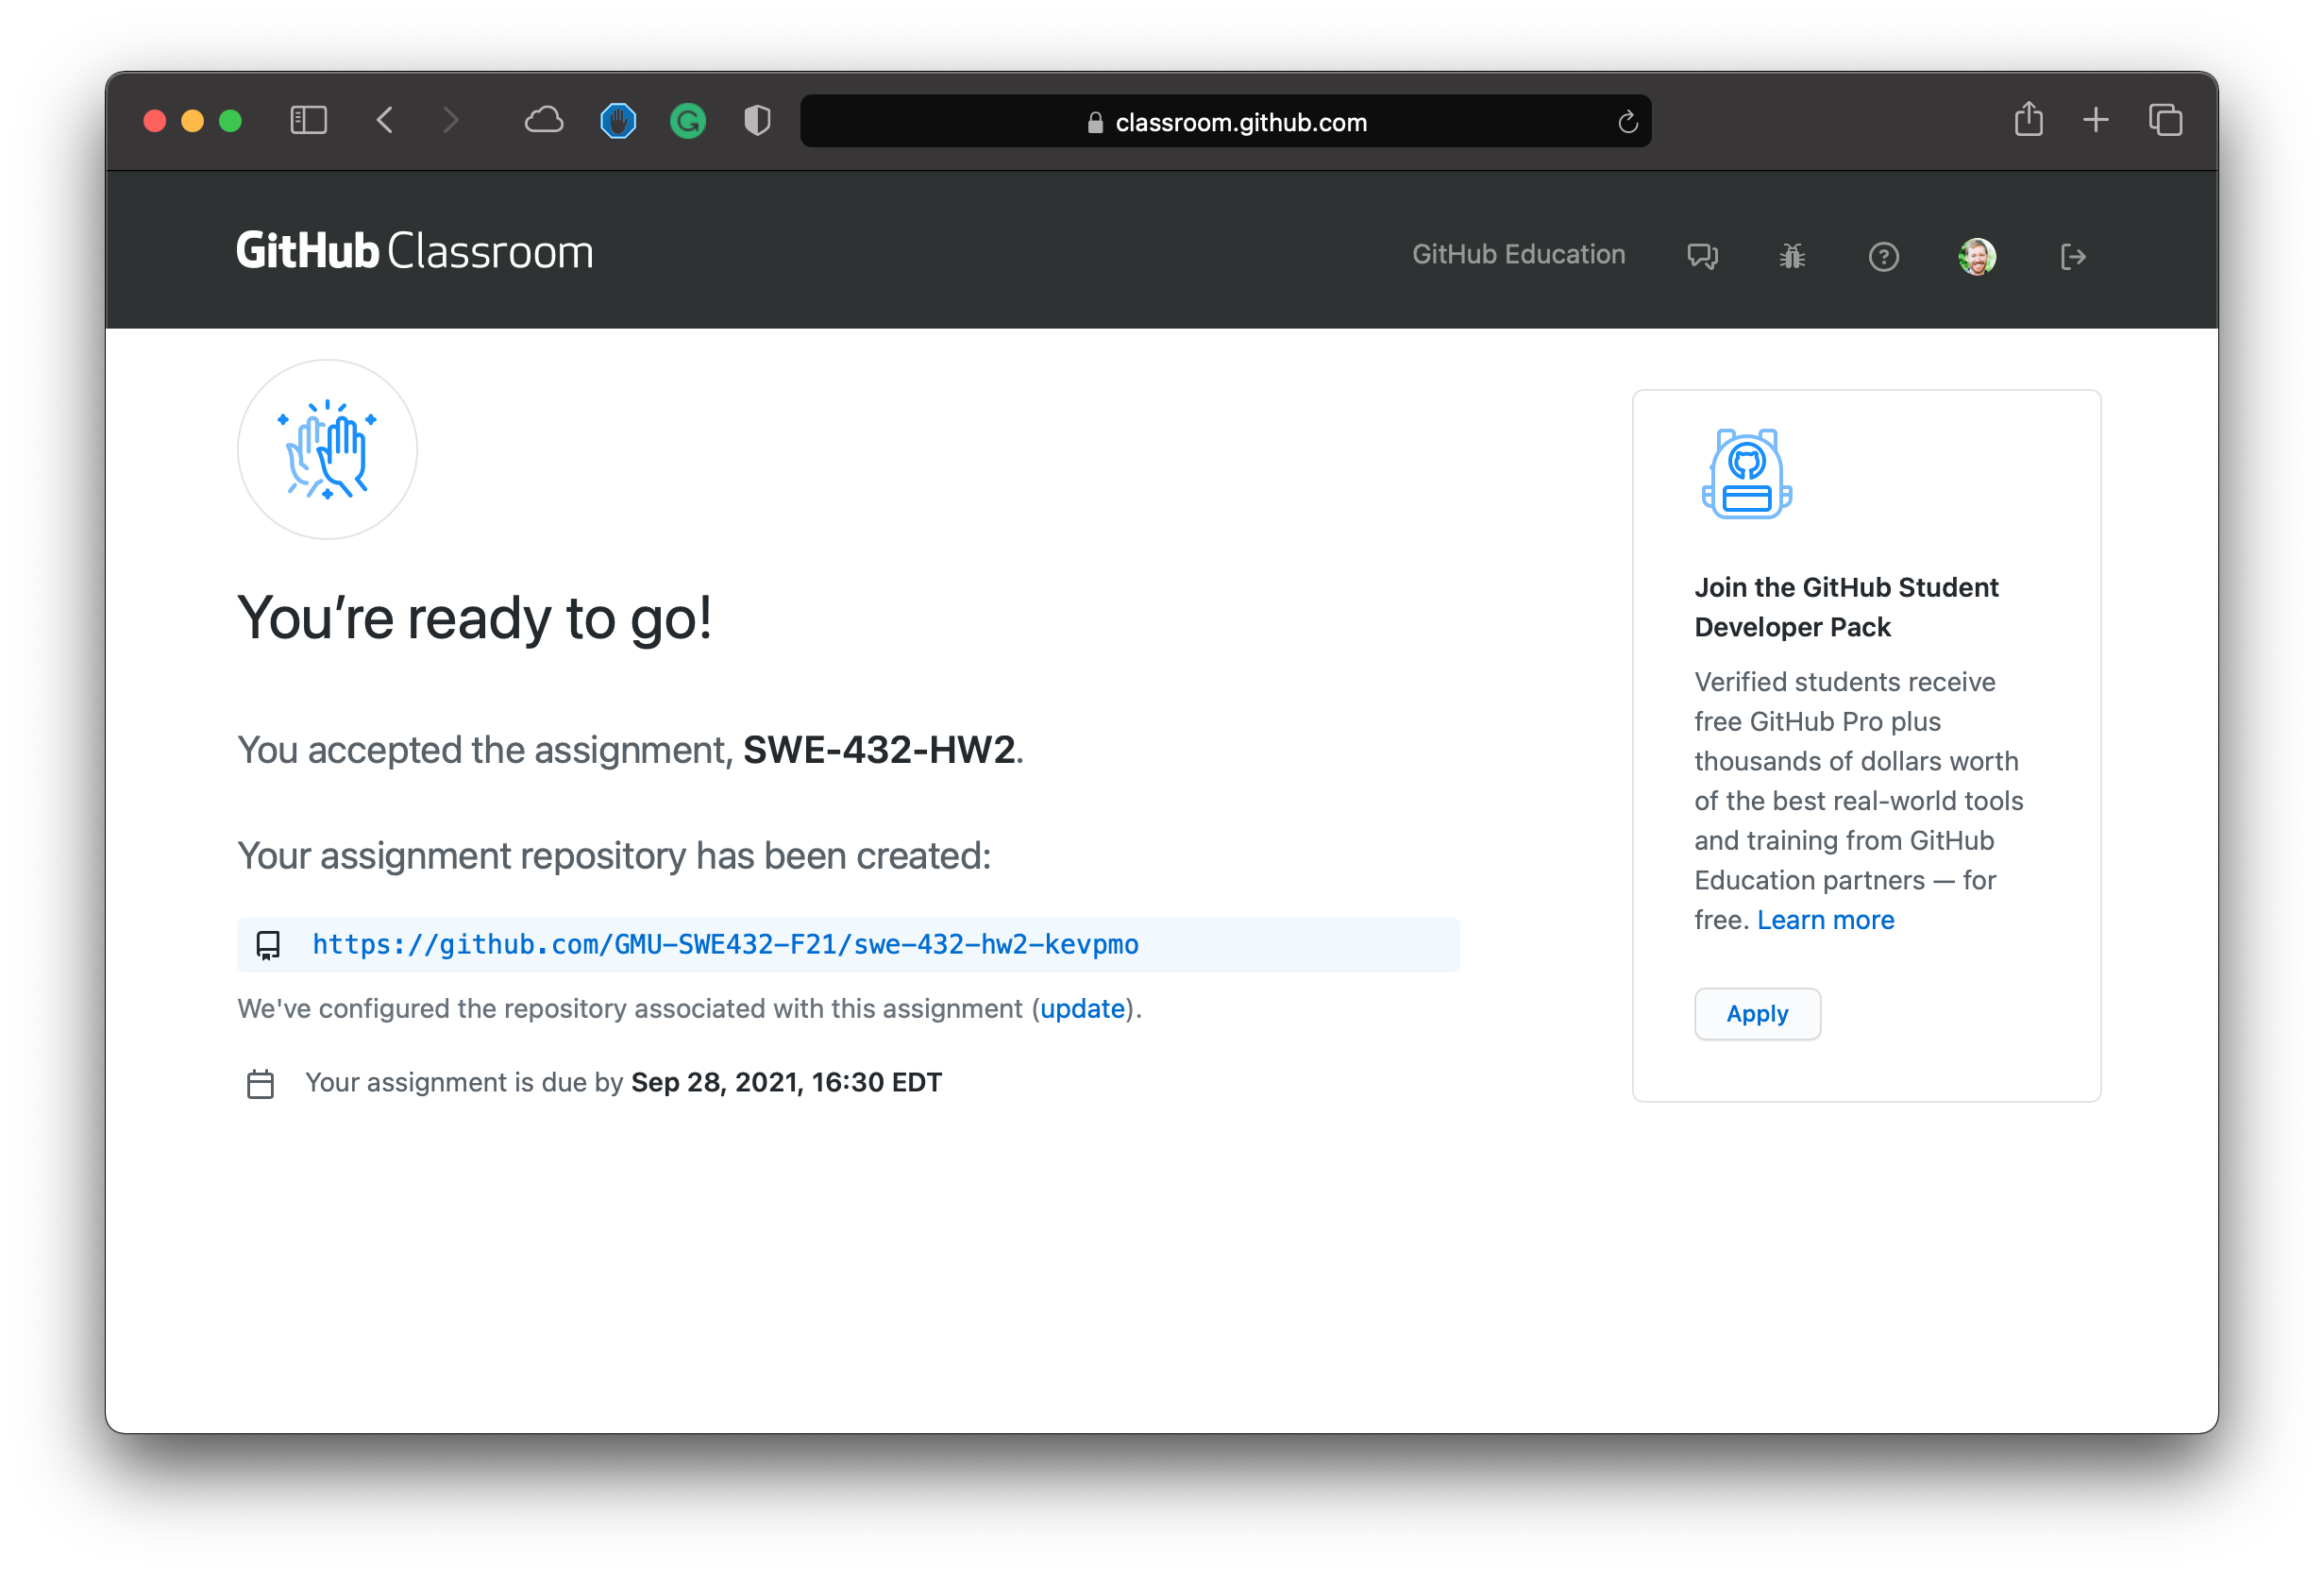 classroom.github.com
GitHub Classroom
GitHub Education
You’re ready to go!
You accepted the assignment, SWE-432-HW2.
Your assignment repository has been created:
https://github.com/GMU-SWE432-F21/swe-432-hw2-kevpmo
We've configured the repository associated with this assignment (update).
Your assignment is due by Sep 28, 2021, 16:30 EDT
Join the GitHub Student
Developer Pack
Verified students receive
free GitHub Pro plus
thousands of dollars worth
of the best real-world tools
and training from GitHub
Education partners — for
free. Learn more
Apply